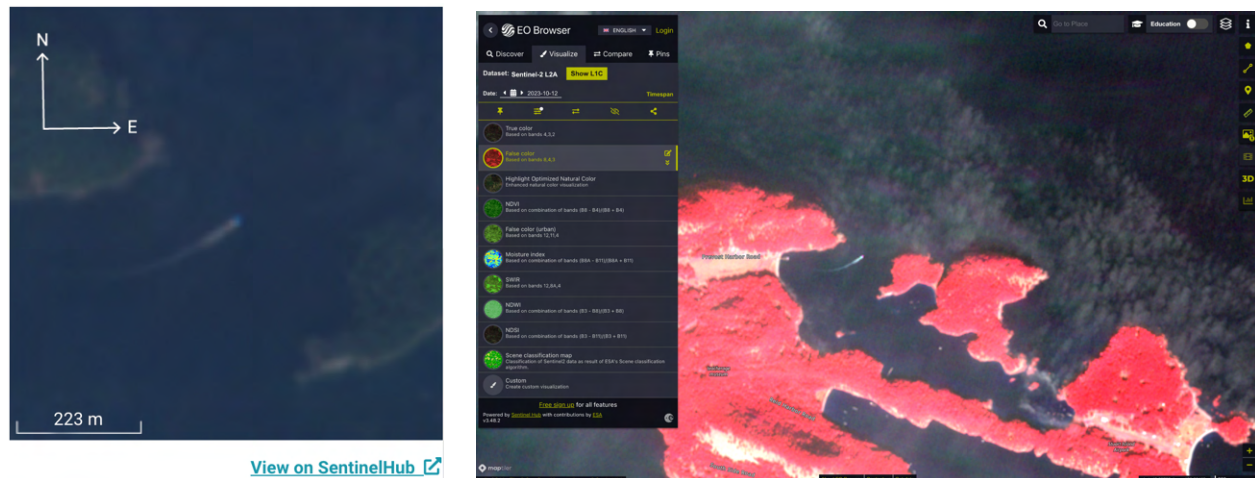 N
E
223 m
View on SentinelHub
EO Browser
ENGLISH
Login
Discover
Visualize
Compare
Pins
Dataset: Sentinel-2 L2A
Show L1C
Date:
2023-10-12
Timespan
True color
Based on bands 4,3,2
False color
Based on bands 8,4,3
Highlight Optimized Natural Color
Enhanced natural color visualization
NDVI
Based on combination of bands (B8 - B4)/(B8 + B4)
False color (urban)
Based on bands 12,11,4
Moisture index
Based on combination of bands (B8A - B11)/(B8A + B11)
SWIR
Based on bands 12,8A,4
NDWI
Based on combination of bands (B3 - B8)/(B3 + B8)
NDSI
Based on combination of bands (B3 - B11)/(B3 + B11)
Scene classification map
Classification of Sentinel2 data as result of ESA's Scene classification
algorithm.
Custom
Create custom visualization
Free sign up for all features
Powered by Sentinel Hub with contributions by ESA
v3.48.2
Go to Place
Education
3D
Prevost Harbor Road
maptiler